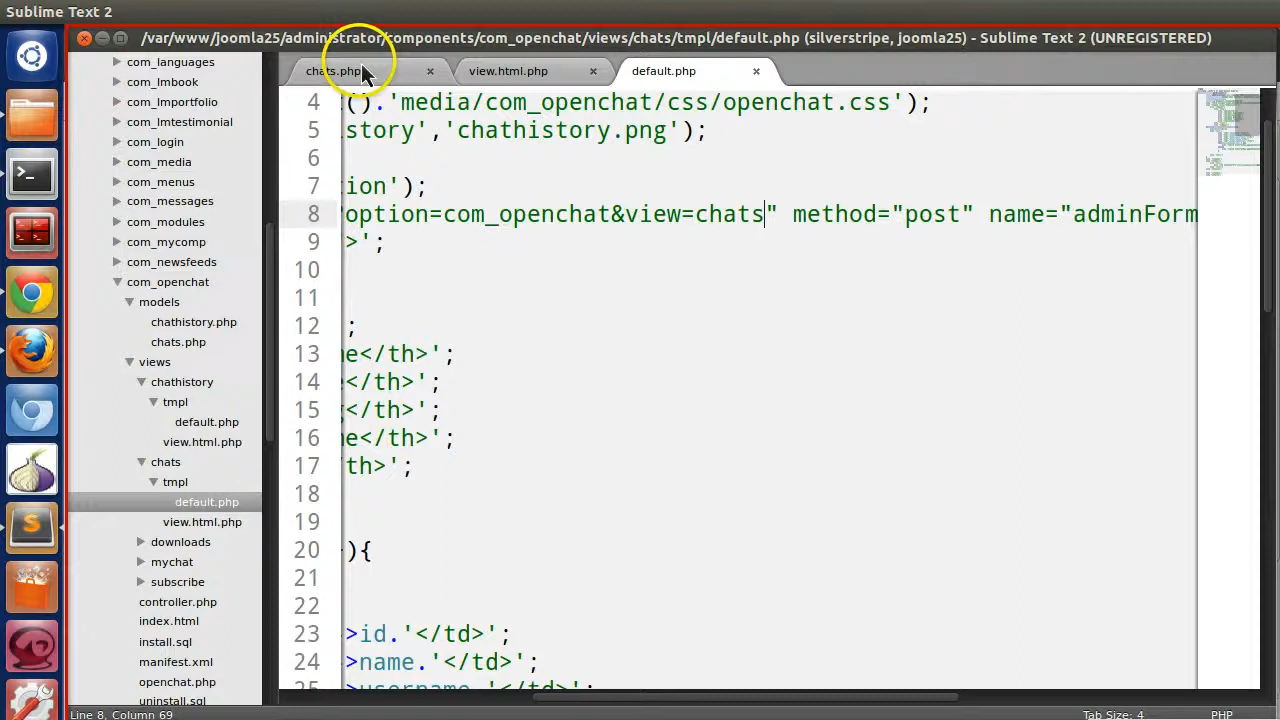 Sublime Text 2
/var/www/joomla25/administrator/components/com_openchat/views/chats/tmpl/default.php (silverstripe, joomla25) - Sublime Text 2 (UNREGISTERED)
chats.php
view.html.php
default.php
com_languages
com_lmbook
com_lmportfolio
com_lmtestimonial
com_login
com_media
com_menus
com_messages
com_modules
com_mycomp
com_newsfeeds
com_openchat
models
chathistory.php
chats.php
views
chathistory
tmpl
default.php
view.html.php
chats
tmpl
default.php
view.html.php
downloads
mychat
subscribe
controller.php
index.html
install.sql
manifest.xml
openchat.php
uninstall.sql
4 t().'media/com_openchat/css/openchat.css');
5 story','chathistory.png');
6
7 tion');
8 option=com_openchat&view=chats" method="post" name="adminForm
9 >';
10
11
12 ';
13 me</th>';
14 e</th>';
15 g</th>';
16 me</th>';
17 /th>';
18
19
20 ){
21
22
23 >id.'</td>';
24 >name.'</td>';
25 >username.'</td>';
Line 8, Column 69
Tab Size: 4
PHP